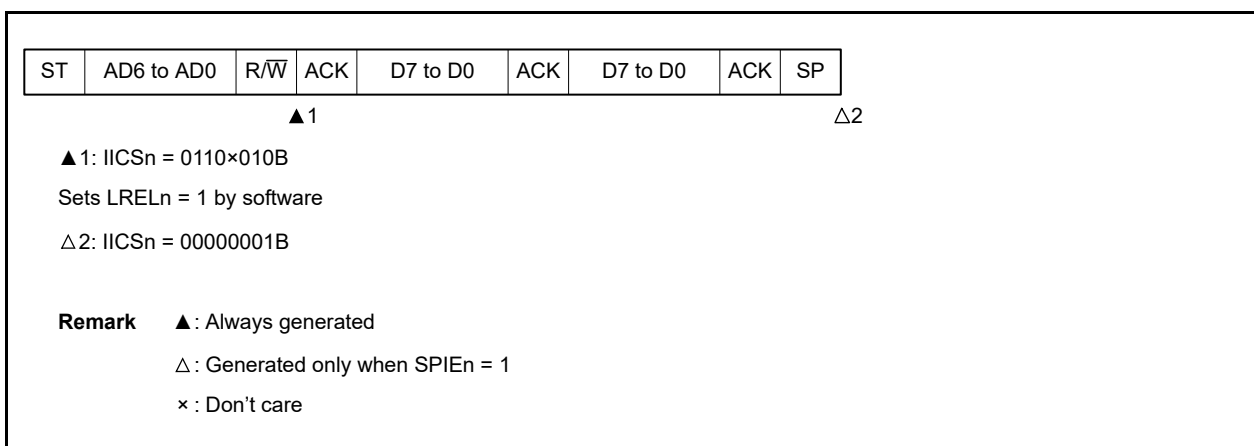 ST AD6 to AD0 R/W̅ ACK D7 to D0 ACK D7 to D0 ACK SP
▲1 △2
▲1: IICSn = 0110×010B
Sets LRELn = 1 by software
△2: IICSn = 00000001B
Remark ▲: Always generated
△: Generated only when SPIEn = 1
×: Don't care